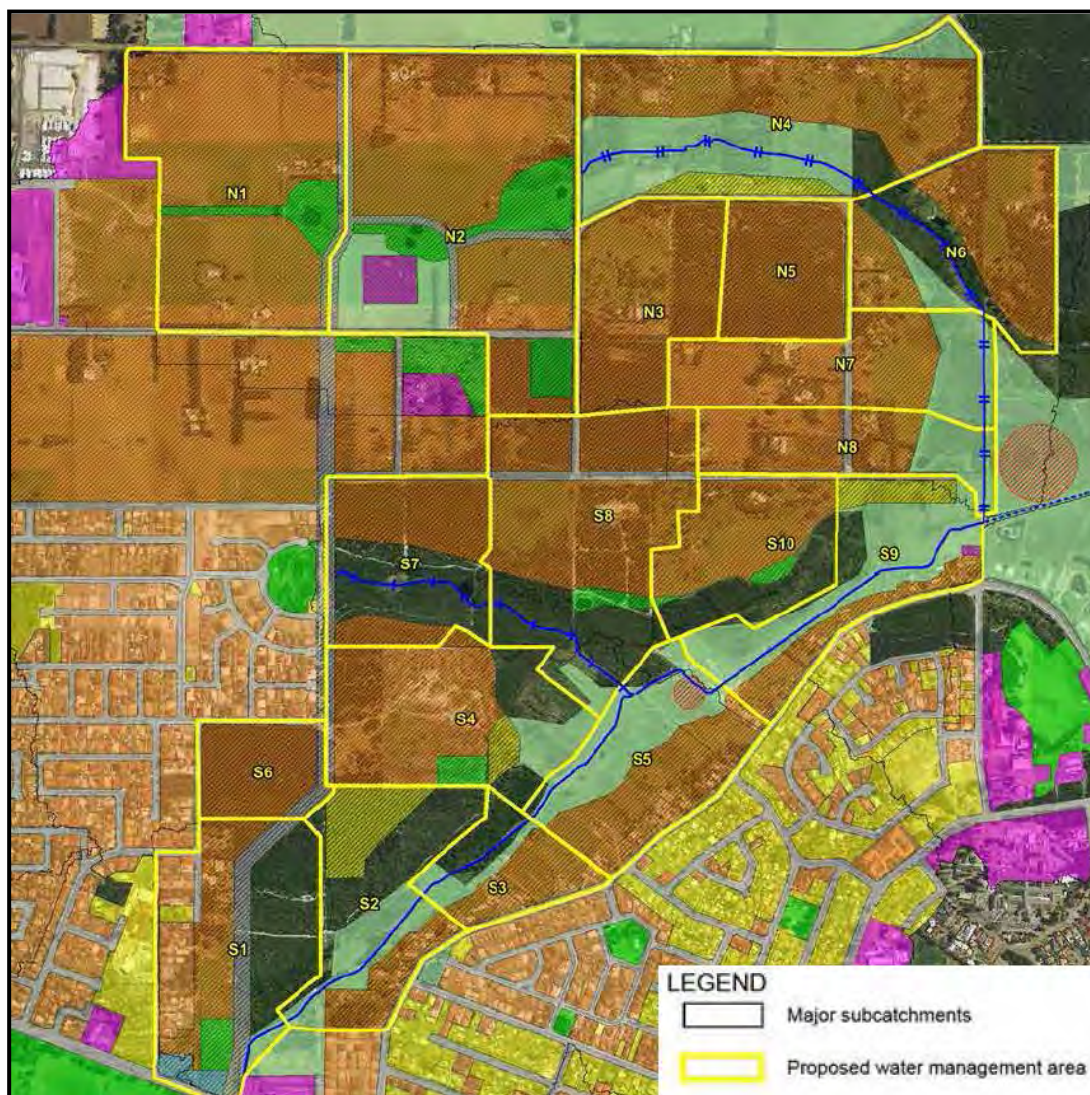 N4
N1
N2
N6
N5
N3
N7
N8
S8
S10
S9
S7
S4
S5
S6
S3
S2
S1
LEGEND
Major subcatchments
Proposed water management area